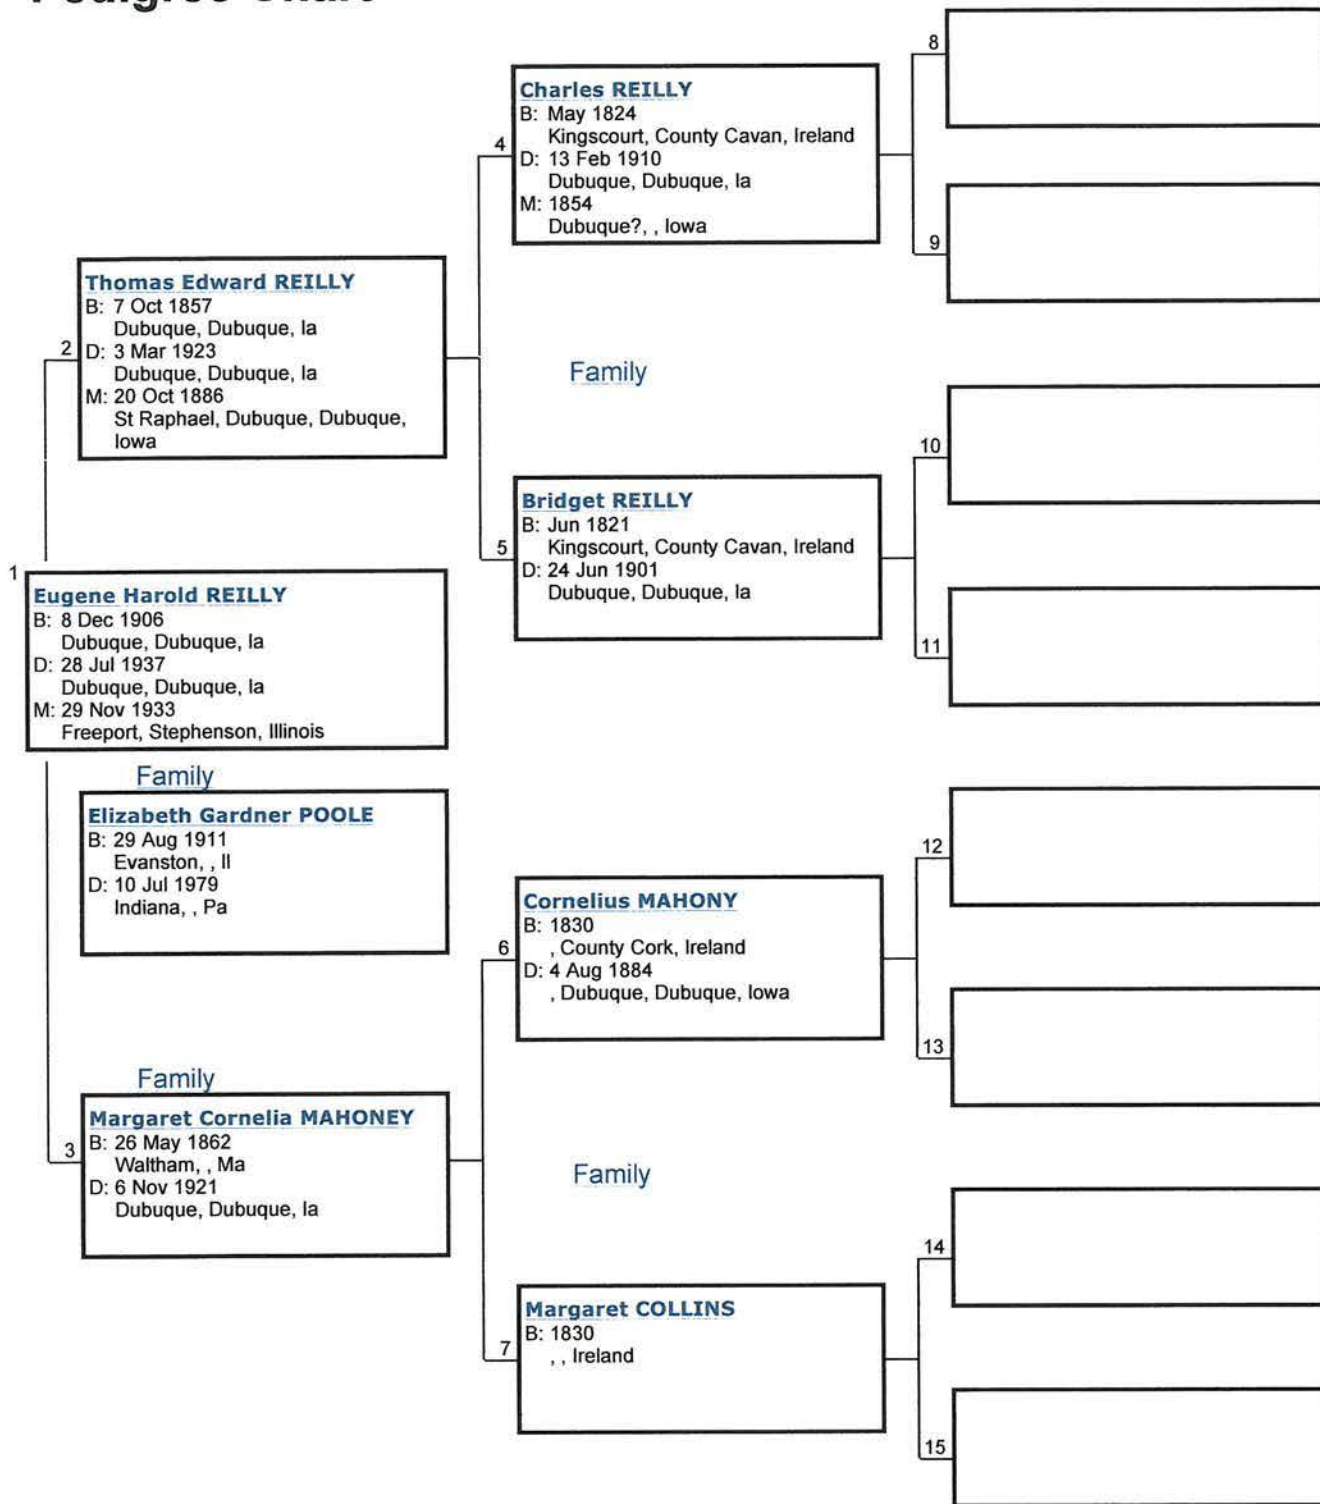 8
Charles REILLY
B: May 1824
Kingscourt, County Cavan, Ireland
4
D: 13 Feb 1910
Dubuque, Dubuque, Ia
M: 1854
Dubuque?, , Iowa
9
Thomas Edward REILLY
B: 7 Oct 1857
Dubuque, Dubuque, Ia
2
D: 3 Mar 1923
Dubuque, Dubuque, Ia
M: 20 Oct 1886
St Raphael, Dubuque, Dubuque,
Iowa
Family
10
Bridget REILLY
B: Jun 1821
Kingscourt, County Cavan, Ireland
5
D: 24 Jun 1901
Dubuque, Dubuque, Ia
11
1
Eugene Harold REILLY
B: 8 Dec 1906
Dubuque, Dubuque, Ia
D: 28 Jul 1937
Dubuque, Dubuque, Ia
M: 29 Nov 1933
Freeport, Stephenson, Illinois
Family
Elizabeth Gardner POOLE
B: 29 Aug 1911
Evanston, , Il
D: 10 Jul 1979
Indiana, , Pa
12
Cornelius MAHONY
B: 1830
6
, County Cork, Ireland
D: 4 Aug 1884
, Dubuque, Dubuque, Iowa
13
Family
Margaret Cornelia MAHONEY
3
B: 26 May 1862
Waltham, , Ma
D: 6 Nov 1921
Dubuque, Dubuque, Ia
Family
14
Margaret COLLINS
B: 1830
7
, , Ireland
15